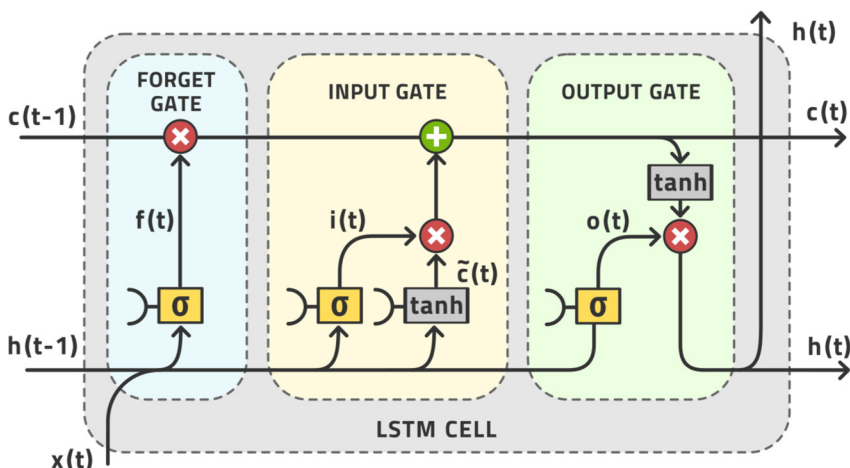 h(t)
FORGET
GATE
INPUT GATE
OUTPUT GATE
c(t-1)
c(t)
tanh
f(t)
i(t)
o(t)
c̃(t)
σ
σ
tanh
σ
h(t-1)
h(t)
LSTM CELL
x(t)